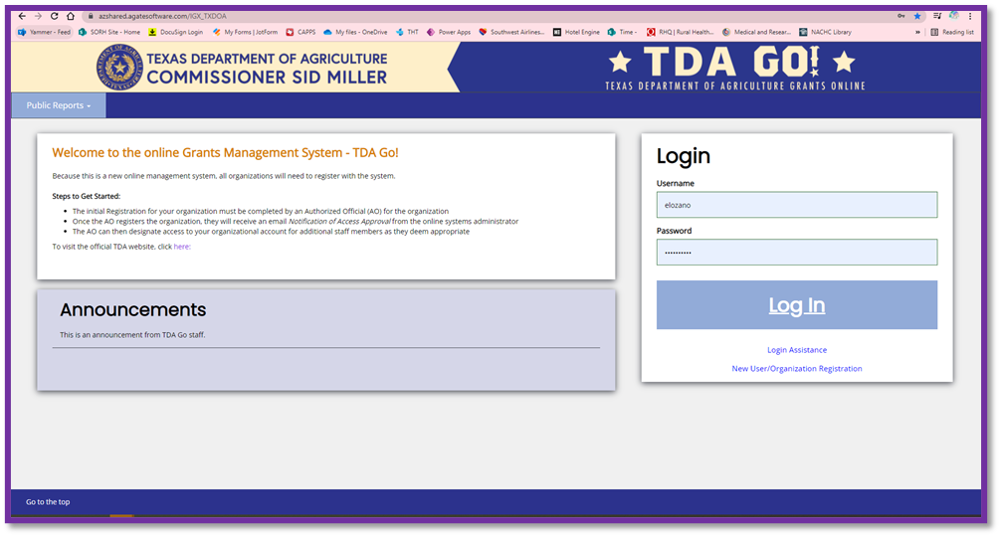 azshared.agatesoftware.com/IGX_TXDOA
Yammer - Feed SORH Site - Home DocuSign Login My Forms | JotForm CAPPS My files - OneDrive THT Power Apps Southwest Airlines... Hotel Engine Time - RHQ | Rural Health... Medical and Resear... NACHC Library » Reading list
TEXAS DEPARTMENT OF AGRICULTURE
COMMISSIONER SID MILLER
TDA GO!
TEXAS DEPARTMENT OF AGRICULTURE GRANTS ONLINE
Public Reports
Welcome to the online Grants Management System - TDA Go!
Because this is a new online management system, all organizations will need to register with the system.
Steps to Get Started:
• The initial Registration for your organization must be completed by an Authorized Official (AO) for the organization
• Once the AO registers the organization, they will receive an email Notification of Access Approval from the online systems administrator
• The AO can then designate access to your organizational account for additional staff members as they deem appropriate
To visit the official TDA website, click here:
Announcements
This is an announcement from TDA Go staff.
Login
Username
elozano
Password
••••••••••
Log In
Login Assistance
New User/Organization Registration
Go to the top